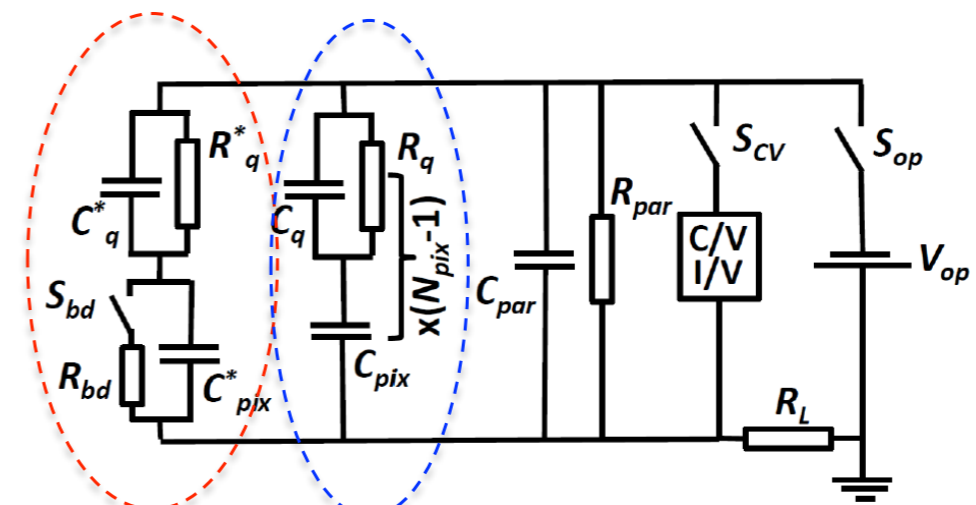 R*q
C*q
Sbd
Rbd
C*pix
Rq
Cq
x(Npix-1)
Cpix
Cpar
Rpar
SCV
C/V
I/V
Sop
Vop
RL